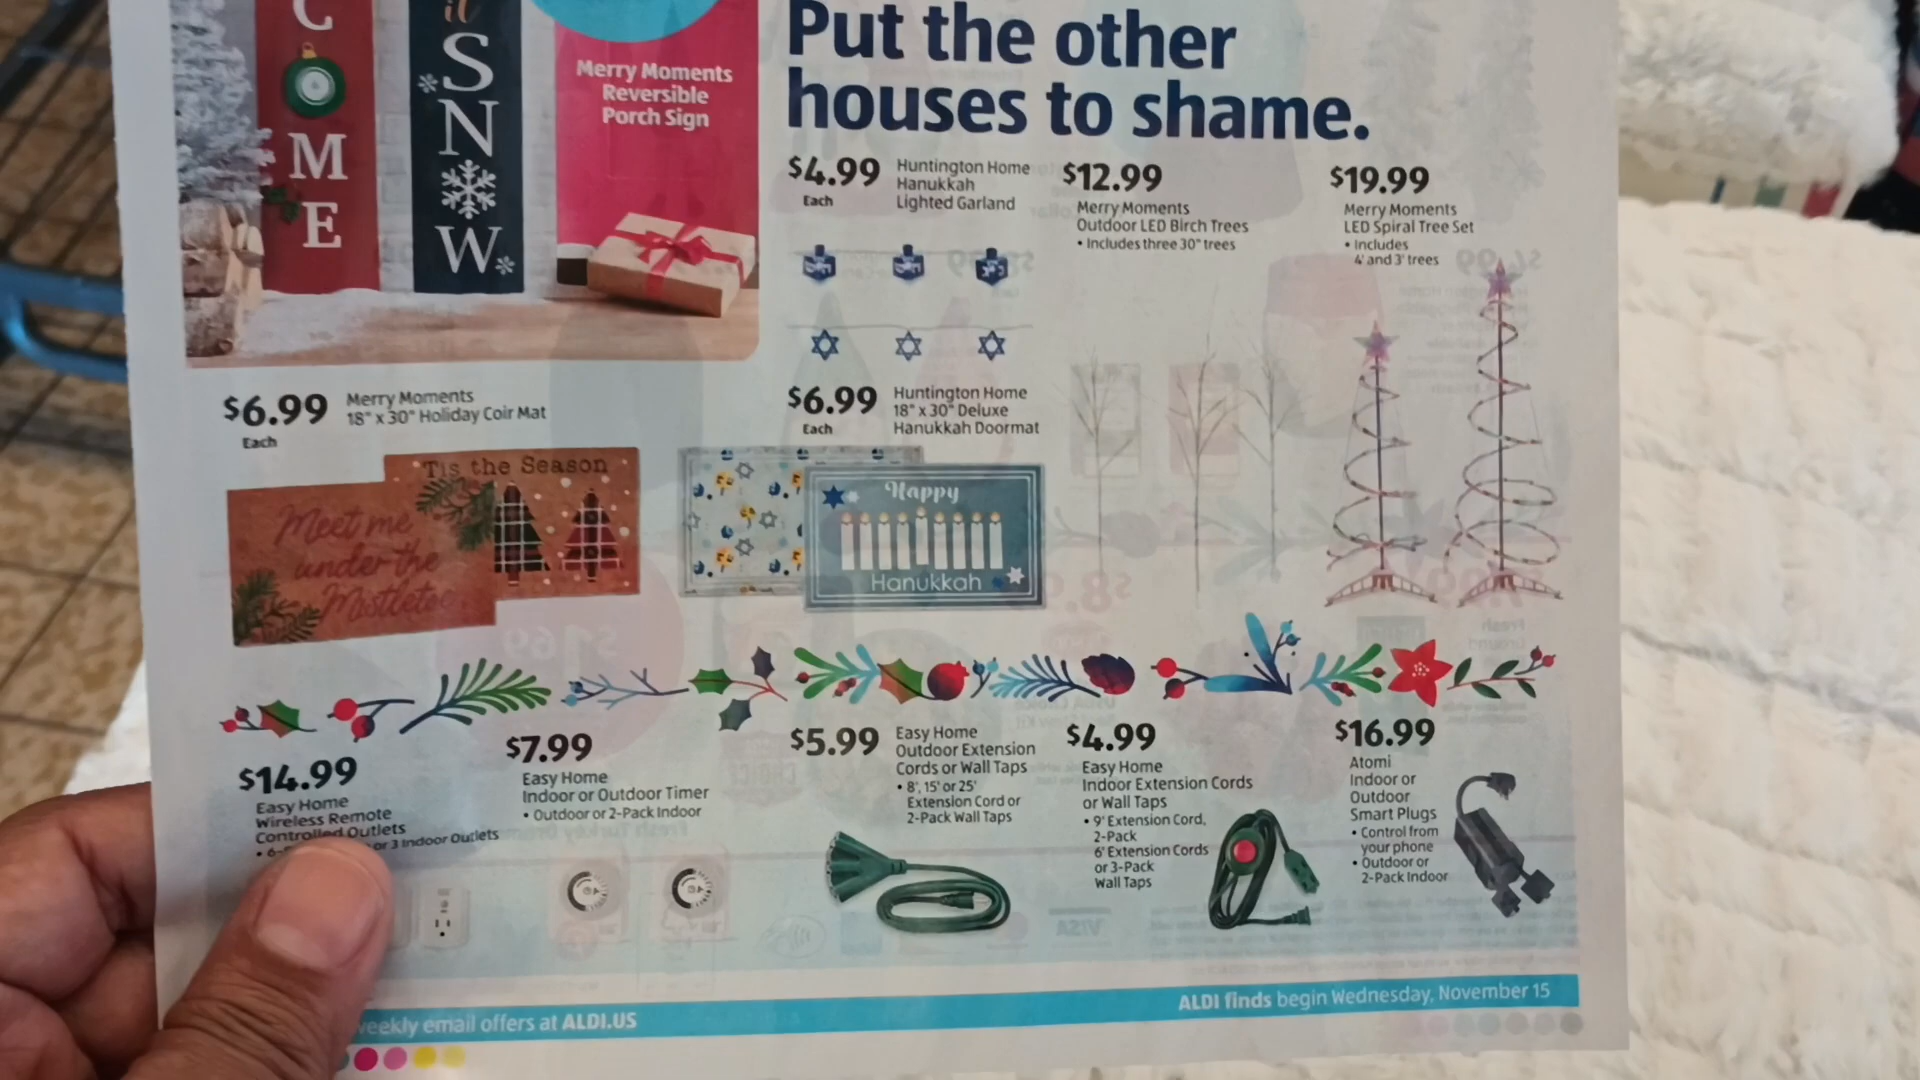 C
M
E
it
S
N
W
Merry Moments
Reversible
Porch Sign
Put the other
houses to shame.
$4.99
Each
Huntington Home
Hanukkah
Lighted Garland
$12.99
Merry Moments
Outdoor LED Birch Trees
• Includes three 30" trees
$19.99
Merry Moments
LED Spiral Tree Set
• Includes
4' and 3' trees
$6.99
Each
Merry Moments
18" x 30" Holiday Coir Mat
$6.99
Each
Huntington Home
18" x 30" Deluxe
Hanukkah Doormat
'Tis the Season
Meet me
under the
Mistletoe
Happy
Hanukkah
$14.99
Easy Home
Wireless Remote
Controlled Outlets
• 6- or 3 Indoor Outlets
$7.99
Easy Home
Indoor or Outdoor Timer
• Outdoor or 2-Pack Indoor
$5.99
Easy Home
Outdoor Extension
Cords or Wall Taps
• 8', 15' or 25'
Extension Cord or
2-Pack Wall Taps
$4.99
Easy Home
Indoor Extension Cords
or Wall Taps
• 9' Extension Cord,
2-Pack
6' Extension Cords
or 3-Pack
Wall Taps
$16.99
Atomi
Indoor or
Outdoor
Smart Plugs
• Control from
your phone
• Outdoor or
2-Pack Indoor
weekly email offers at ALDI.US
ALDI finds begin Wednesday, November 15